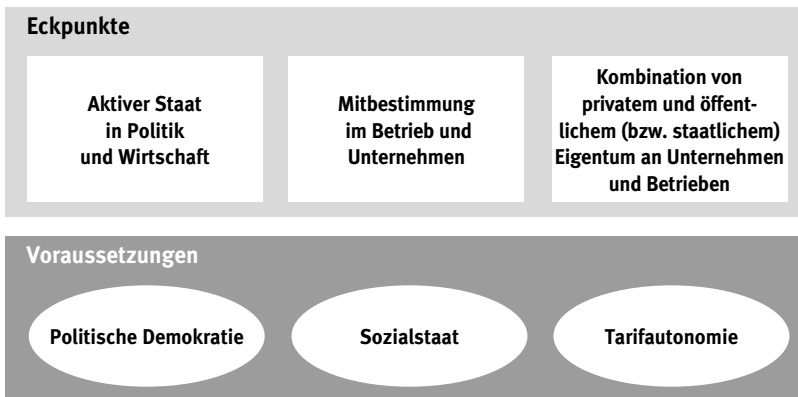 Eckpunkte
Aktiver Staat
in Politik
und Wirtschaft
Mitbestimmung
im Betrieb und
Unternehmen
Kombination von
privatem und öffent-
lichem (bzw. staatlichem)
Eigentum an Unternehmen
und Betrieben
Voraussetzungen
Politische Demokratie
Sozialstaat
Tarifautonomie